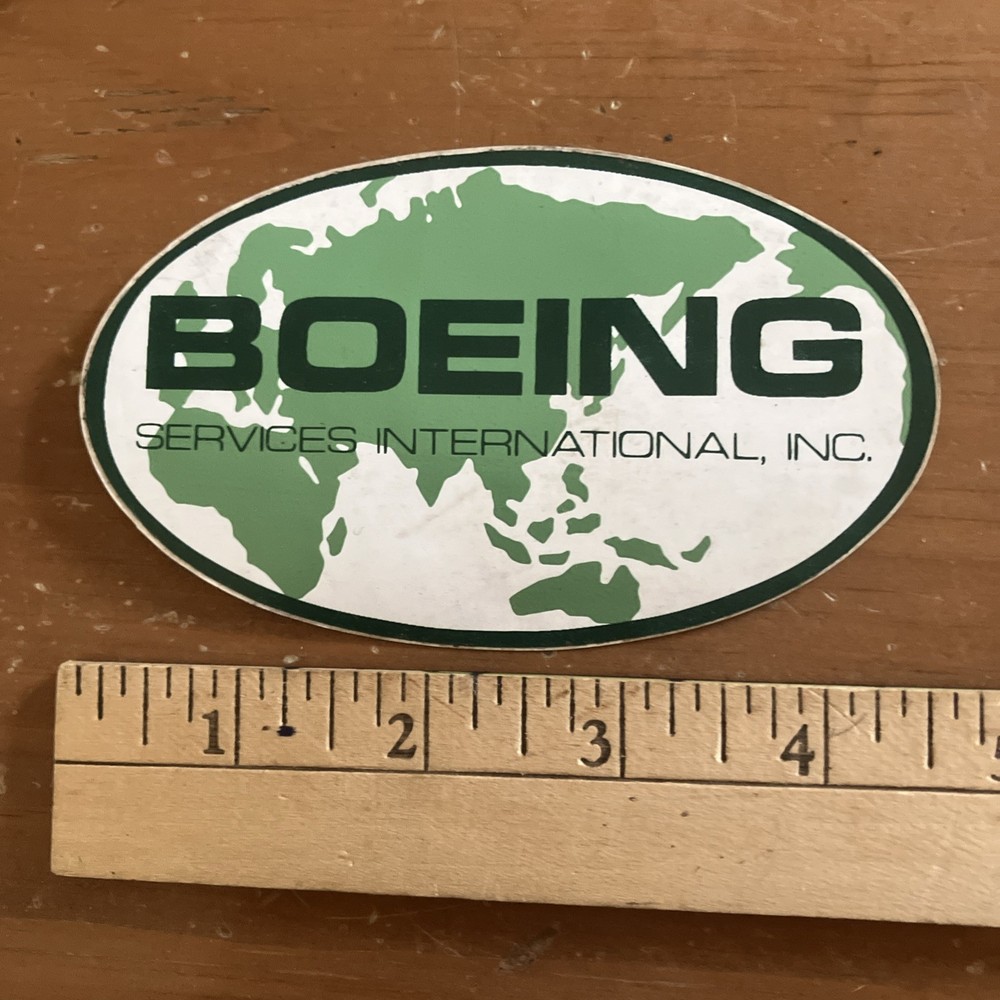 BOEING
SERVICES INTERNATIONAL, INC.
1 2 3 4